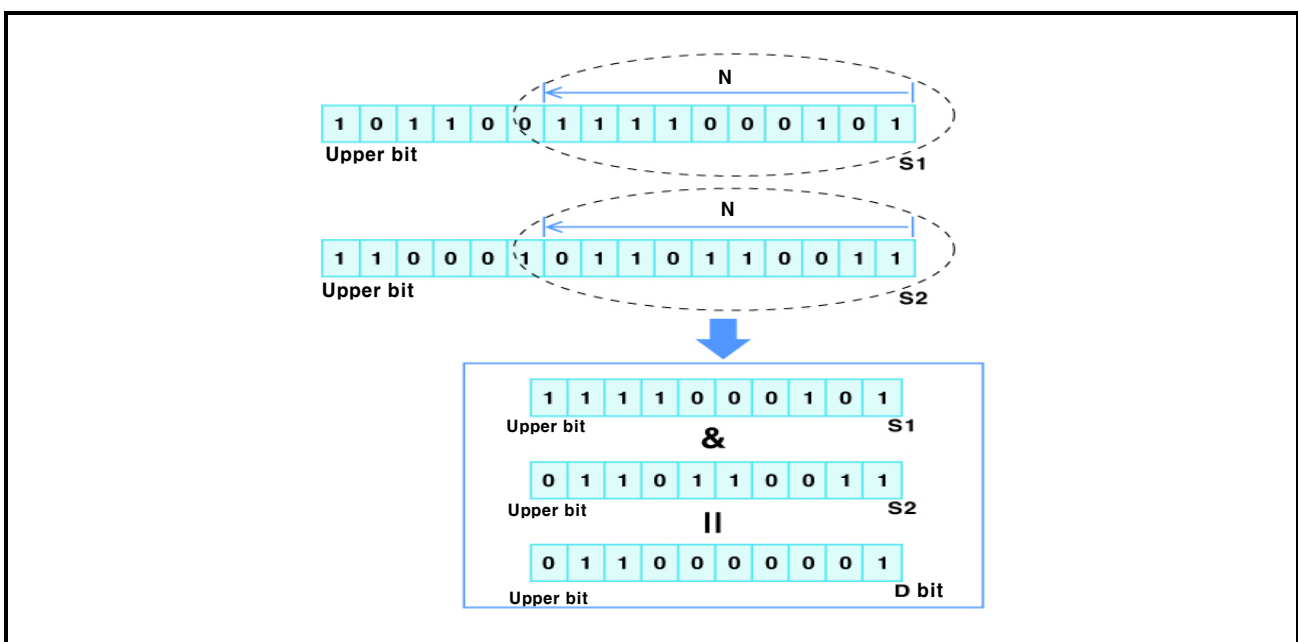 N
1 0 1 1 0 0 1 1 1 1 0 0 0 1 0 1
Upper bit
S1
N
1 1 0 0 0 1 0 1 1 0 1 1 0 0 1 1
Upper bit
S2
1 1 1 1 0 0 0 1 0 1
Upper bit
S1
&
0 1 1 0 1 1 0 0 1 1
Upper bit
S2
=
0 1 1 0 0 0 0 0 0 1
Upper bit
D bit